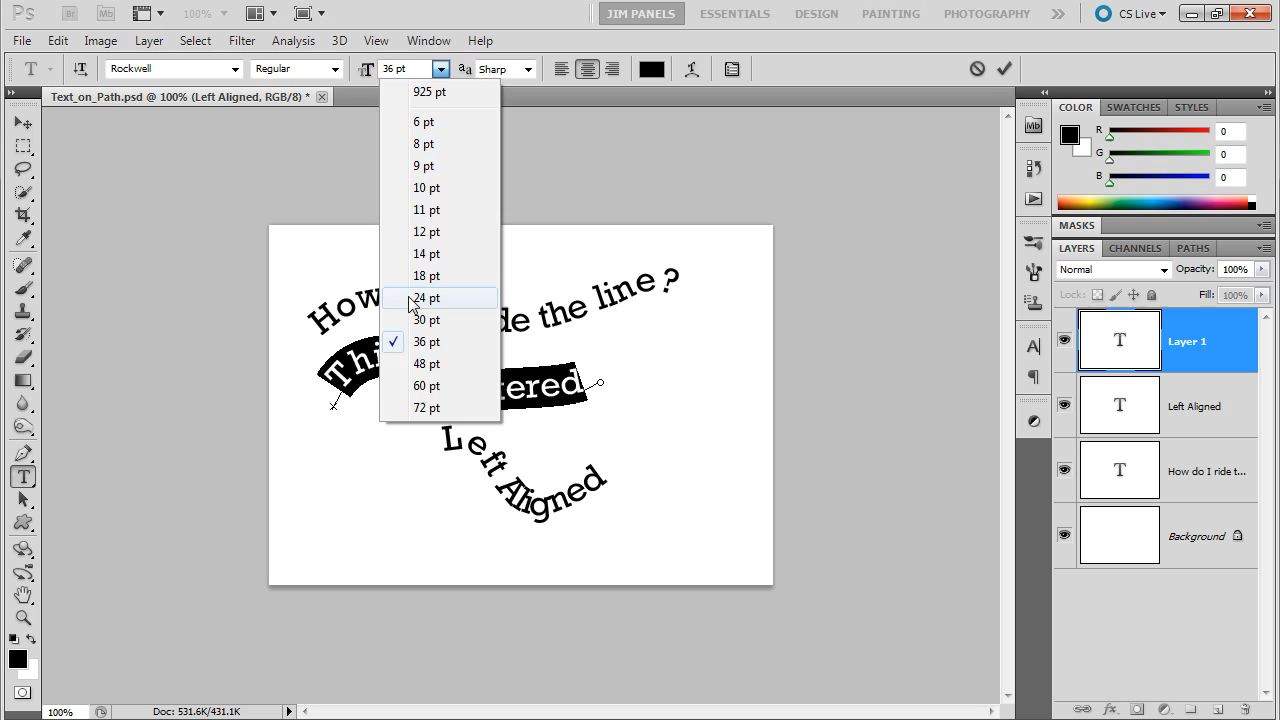 Ps
Br
Mb
100%
JIM PANELS
ESSENTIALS
DESIGN
PAINTING
PHOTOGRAPHY
CS Live
File Edit Image Layer Select Filter Analysis 3D View Window Help
T
Rockwell
Regular
36 pt
Sharp
Text_on_Path.psd @ 100% (Left Aligned, RGB/8) *
925 pt
6 pt
8 pt
9 pt
10 pt
11 pt
12 pt
14 pt
18 pt
24 pt
30 pt
36 pt
48 pt
60 pt
72 pt
How
the line?
Left Aligned
COLOR SWATCHES STYLES
R 0
G 0
B 0
MASKS
LAYERS CHANNELS PATHS
Normal
Opacity: 100%
Lock:
Fill: 100%
T Layer 1
T Left Aligned
T How do I ride t...
Background
100%
Doc: 531.6K/431.1K